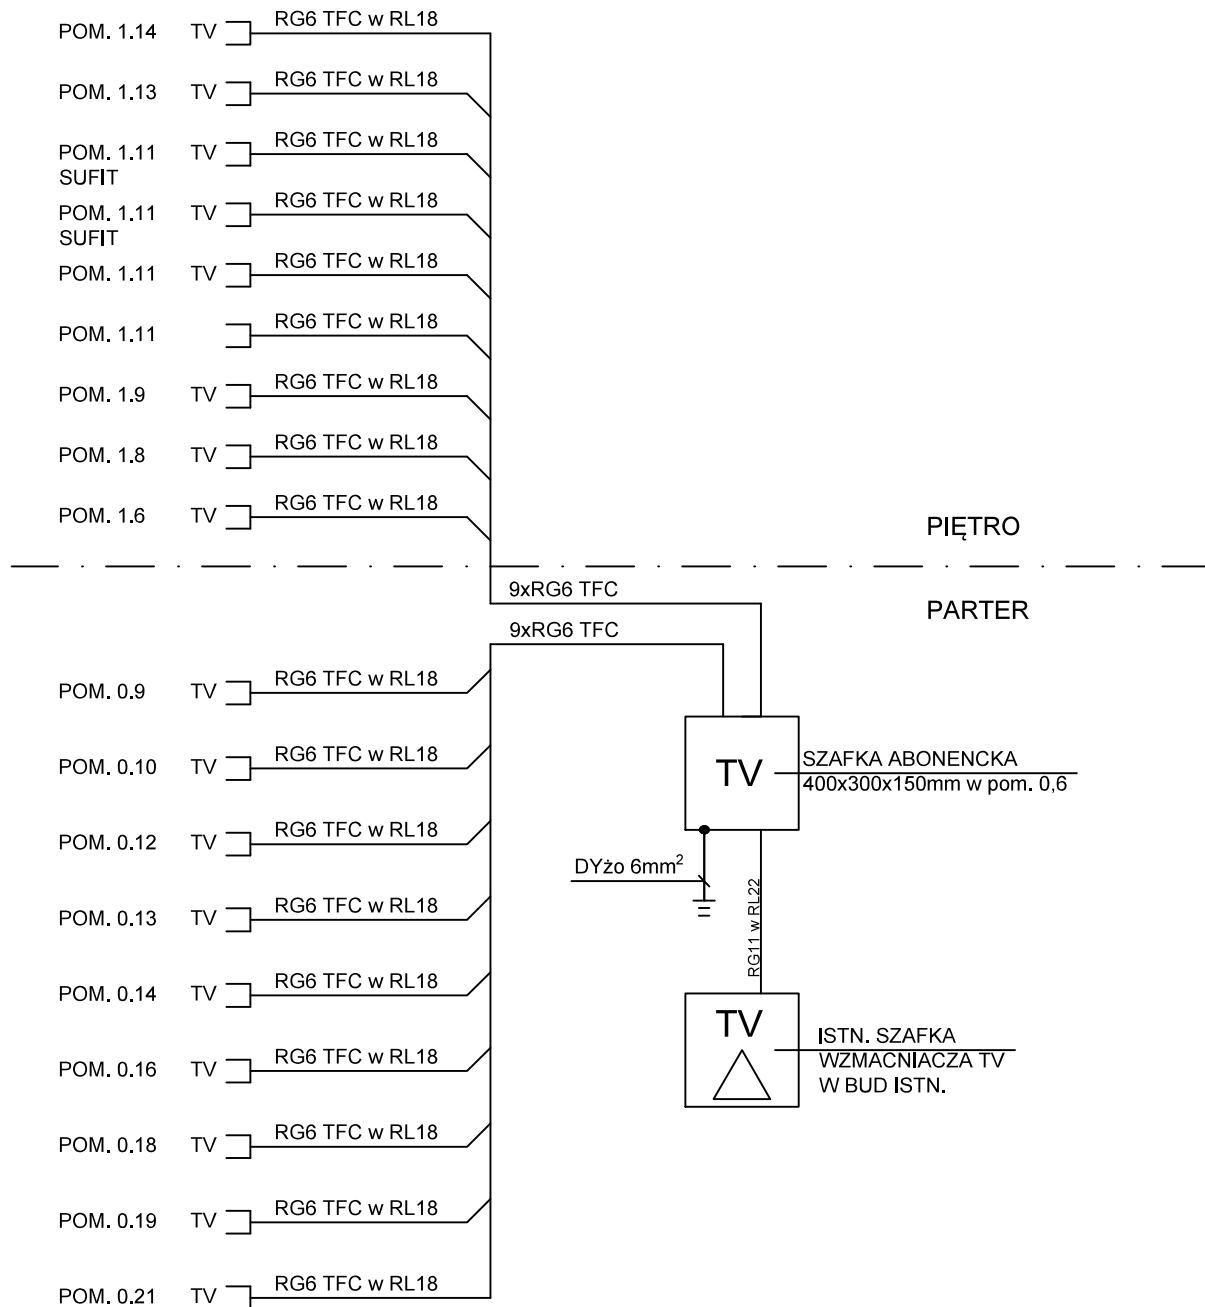 POM. 1.14 TV RG6 TFC w RL18
POM. 1.13 TV RG6 TFC w RL18
POM. 1.11 TV RG6 TFC w RL18
SUFIT
POM. 1.11 TV RG6 TFC w RL18
SUFIT
POM. 1.11 TV RG6 TFC w RL18
POM. 1.11 RG6 TFC w RL18
POM. 1.9 TV RG6 TFC w RL18
POM. 1.8 TV RG6 TFC w RL18
POM. 1.6 TV RG6 TFC w RL18
PIĘTRO
9xRG6 TFC
PARTER
9xRG6 TFC
POM. 0.9 TV RG6 TFC w RL18
POM. 0.10 TV RG6 TFC w RL18
POM. 0.12 TV RG6 TFC w RL18
POM. 0.13 TV RG6 TFC w RL18
POM. 0.14 TV RG6 TFC w RL18
POM. 0.16 TV RG6 TFC w RL18
POM. 0.18 TV RG6 TFC w RL18
POM. 0.19 TV RG6 TFC w RL18
POM. 0.21 TV RG6 TFC w RL18
TV
SZAFKA ABONENCKA
400x300x150mm w pom. 0,6
DYżo 6mm²
RG11 w RL22
TV
ISTN. SZAFKA
WZMACNIACZA TV
W BUD ISTN.